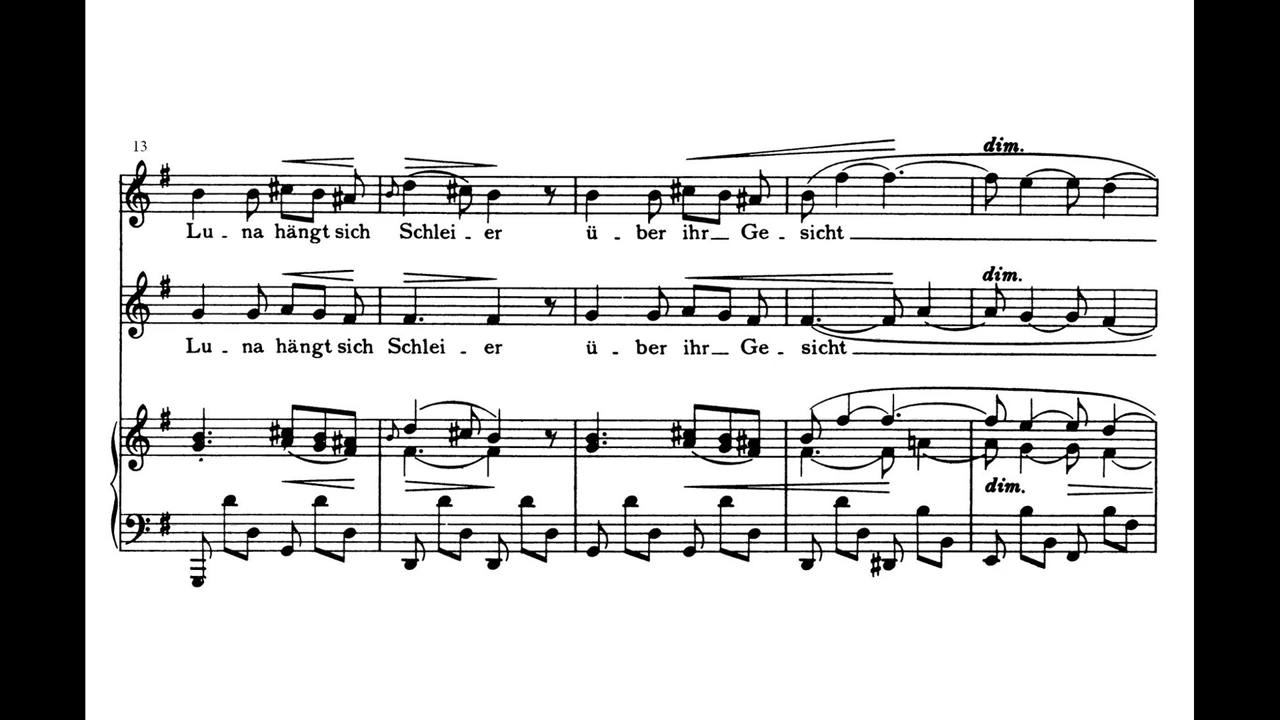 13
dim.
Lu - na hängt sich Schlei - er ü - ber ihr Ge - sicht
dim.
Lu - na hängt sich Schlei - er ü - ber ihr Ge - sicht
dim.